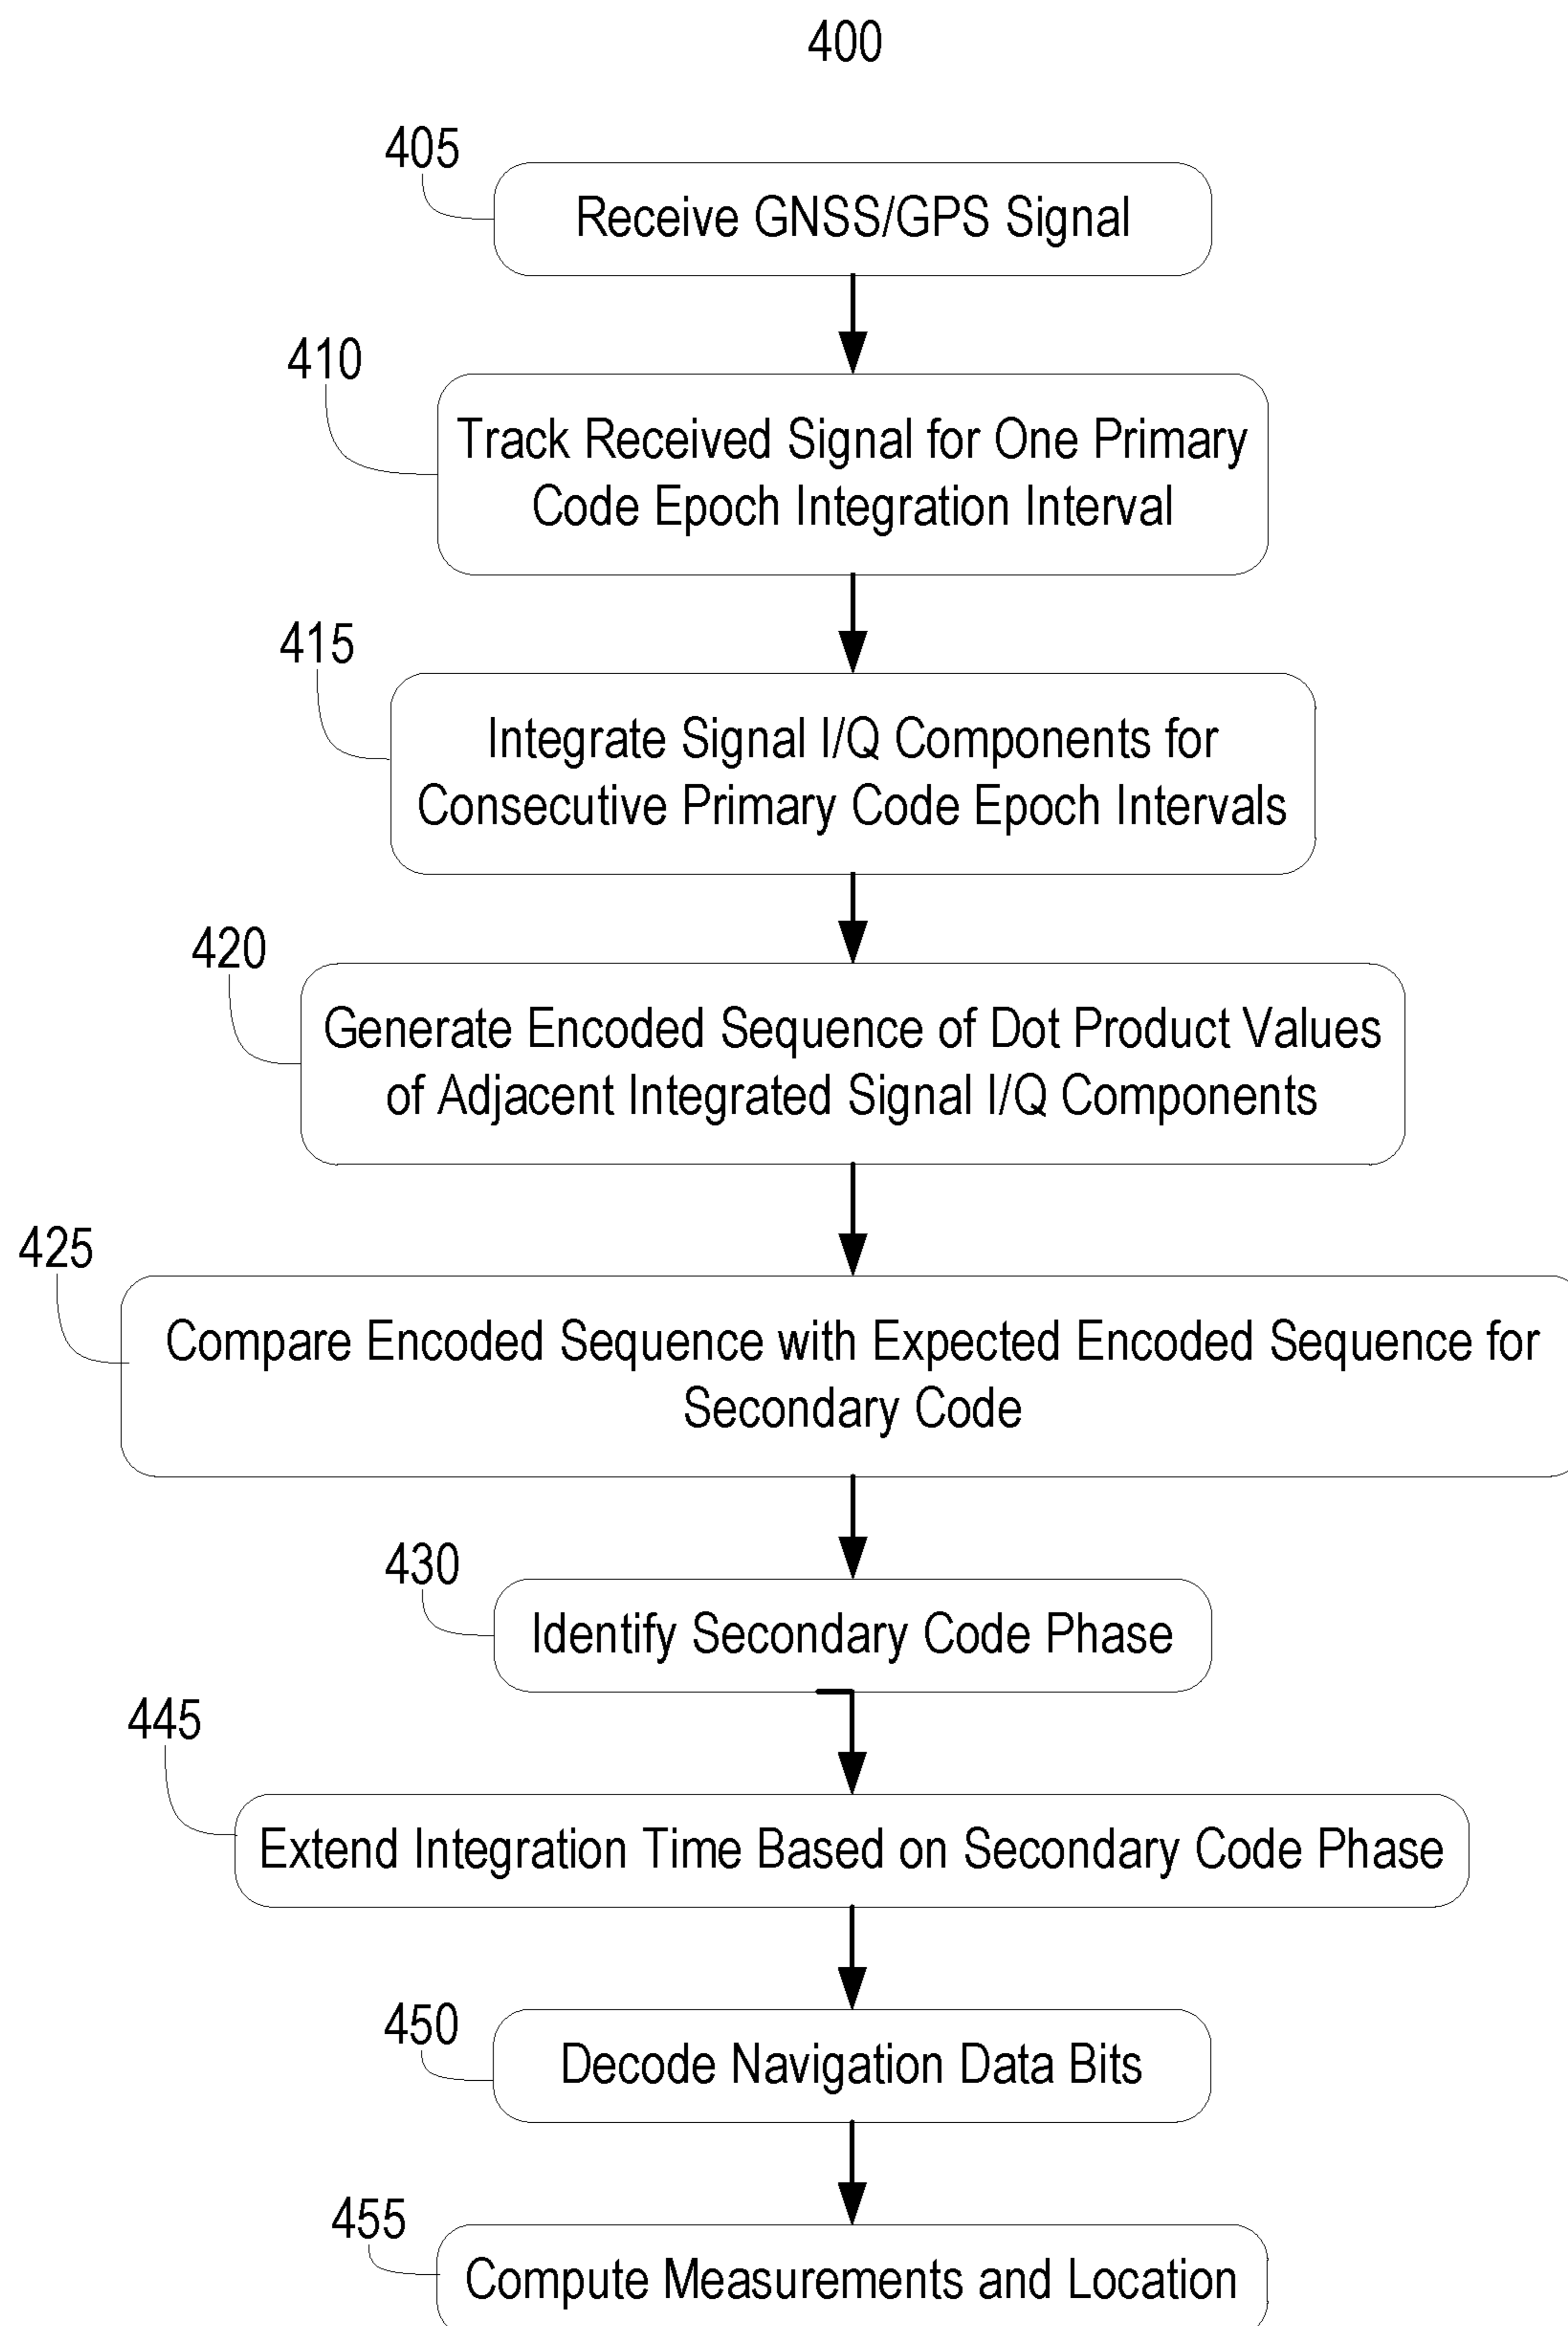 400
405
Receive GNSS/GPS Signal
410
Track Received Signal for One Primary
Code Epoch Integration Interval
415
Integrate Signal I/Q Components for
Consecutive Primary Code Epoch Intervals
420
Generate Encoded Sequence of Dot Product Values
of Adjacent Integrated Signal I/Q Components
425
Compare Encoded Sequence with Expected Encoded Sequence for
Secondary Code
430
Identify Secondary Code Phase
445
Extend Integration Time Based on Secondary Code Phase
450
Decode Navigation Data Bits
455
Compute Measurements and Location